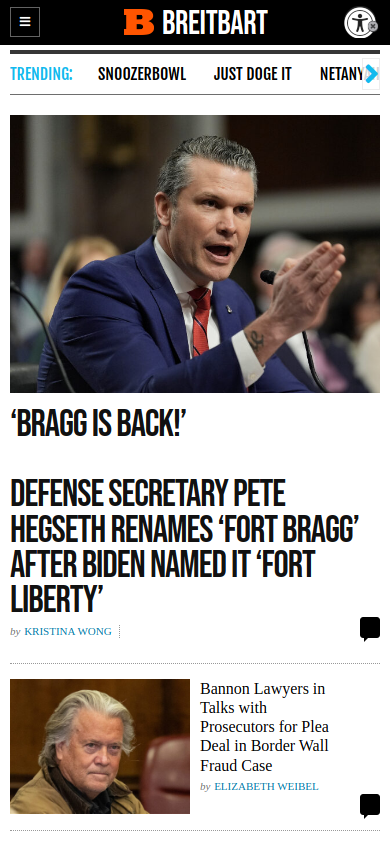 BREITBART
TRENDING: SNOOZERBOWL JUST DOGE IT NETANY
‘BRAGG IS BACK!’
DEFENSE SECRETARY PETE
HEGSETH RENAMES ‘FORT BRAGG’
AFTER BIDEN NAMED IT ‘FORT
LIBERTY’
by KRISTINA WONG
Bannon Lawyers in
Talks with
Prosecutors for Plea
Deal in Border Wall
Fraud Case
by ELIZABETH WEIBEL